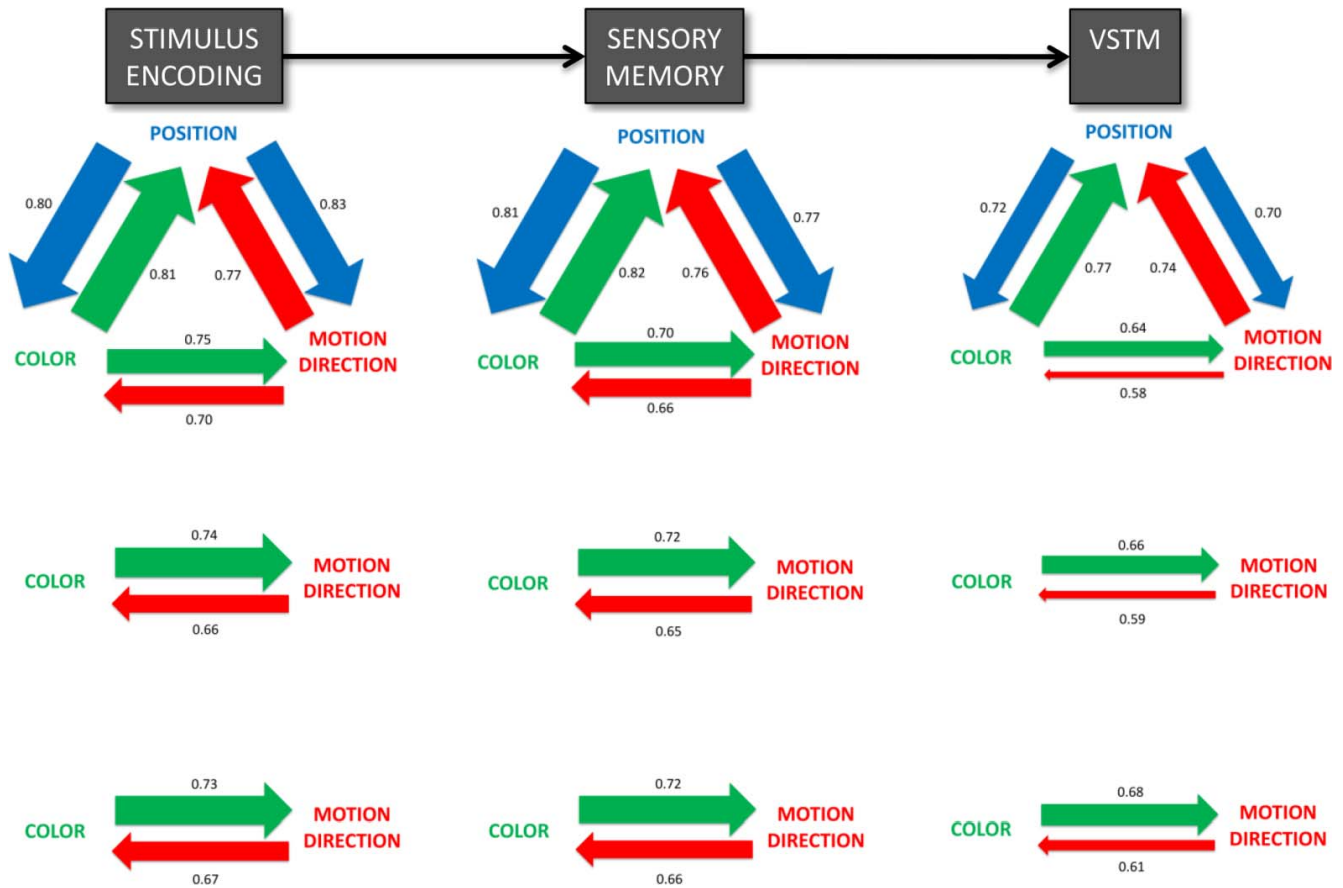 STIMULUS
ENCODING
SENSORY
MEMORY
VSTM
POSITION
0.80
0.83
0.81
0.77
0.75
COLOR
MOTION
DIRECTION
0.70
POSITION
0.81
0.77
0.82
0.76
0.70
COLOR
MOTION
DIRECTION
0.66
POSITION
0.72
0.70
0.77
0.74
0.64
COLOR
MOTION
DIRECTION
0.58
0.74
COLOR
MOTION
DIRECTION
0.66
0.72
COLOR
MOTION
DIRECTION
0.65
0.66
COLOR
MOTION
DIRECTION
0.59
0.73
COLOR
MOTION
DIRECTION
0.67
0.72
COLOR
MOTION
DIRECTION
0.66
0.68
COLOR
MOTION
DIRECTION
0.61